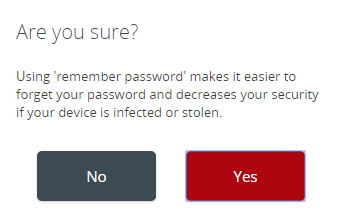 Are you sure?
Using 'remember password' makes it easier to
forget your password and decreases your security
if your device is infected or stolen.
No Yes